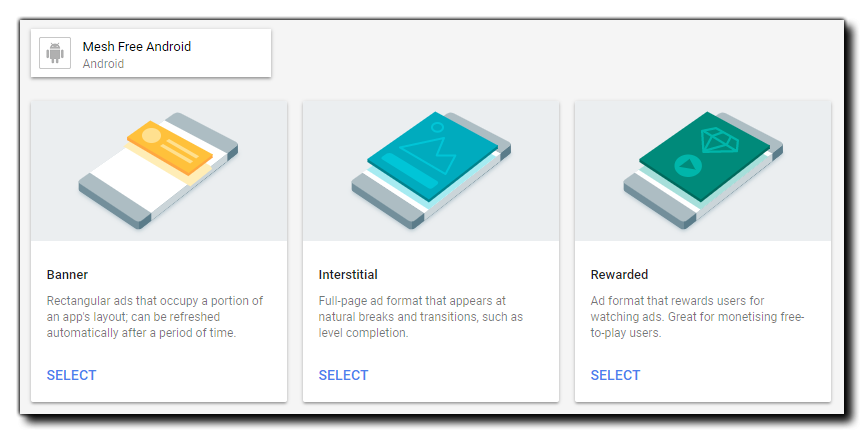 Mesh Free Android
Android
Banner
Rectangular ads that occupy a portion of
an app's layout; can be refreshed
automatically after a period of time.
SELECT
Interstitial
Full-page ad format that appears at
natural breaks and transitions, such as
level completion.
SELECT
Rewarded
Ad format that rewards users for
watching ads. Great for monetising free-
to-play users.
SELECT